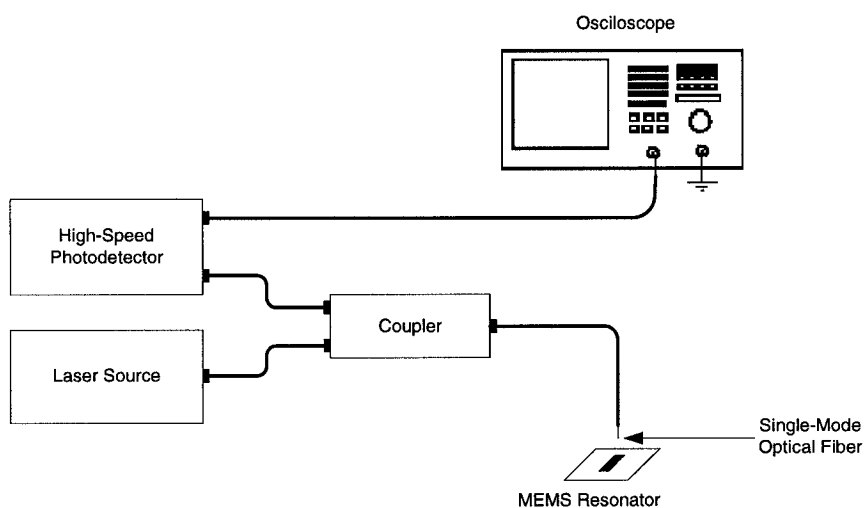 Osciloscope
High-Speed
Photodetector
Coupler
Laser Source
Single-Mode
Optical Fiber
MEMS Resonator